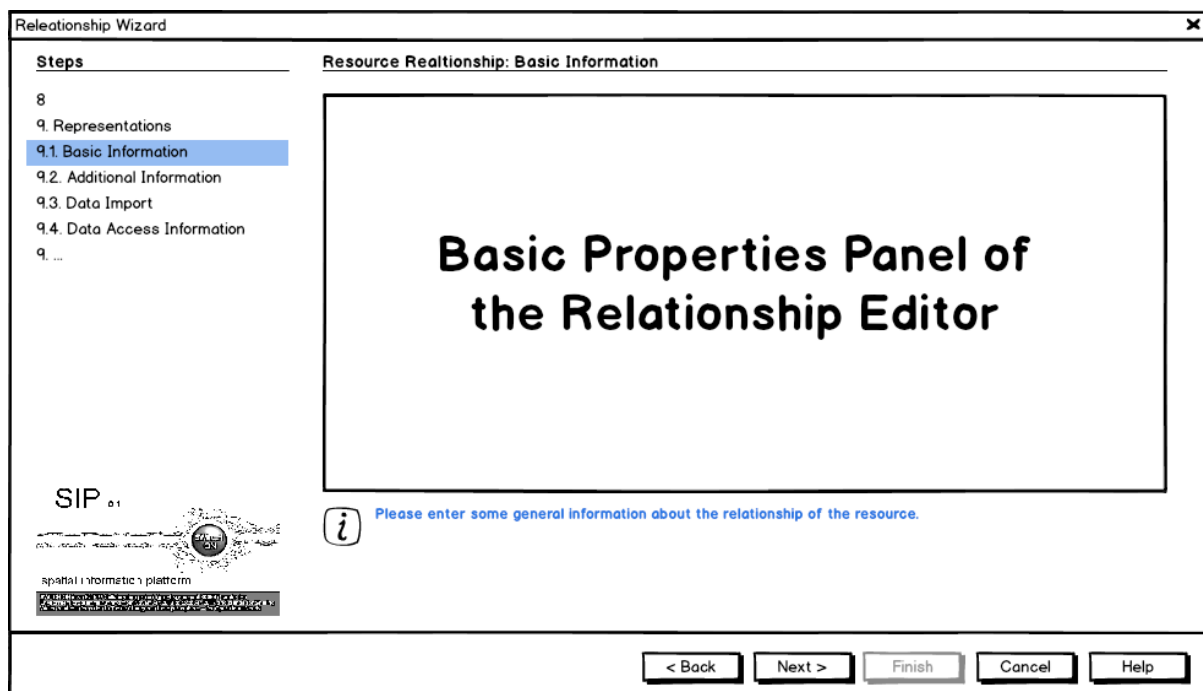 Releationship Wizard
Steps
8
9. Representations
9.1. Basic Information
9.2. Additional Information
9.3. Data Import
9.4. Data Access Information
9. ...
Resource Realtionship: Basic Information
Basic Properties Panel of
the Relationship Editor
Please enter some general information about the relationship of the resource.
SIP
spatial information platform
< Back
Next >
Finish
Cancel
Help